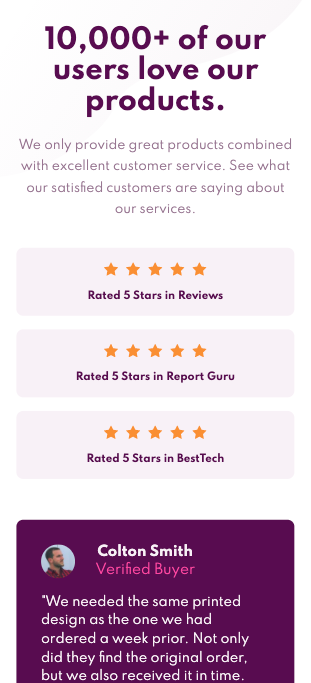 10,000+ of our
users love our
products.
We only provide great products combined
with excellent customer service. See what
our satisfied customers are saying about
our services.
Rated 5 Stars in Reviews
Rated 5 Stars in Report Guru
Rated 5 Stars in BestTech
Colton Smith
Verified Buyer
"We needed the same printed
design as the one we had
ordered a week prior. Not only
did they find the original order,
but we also received it in time.